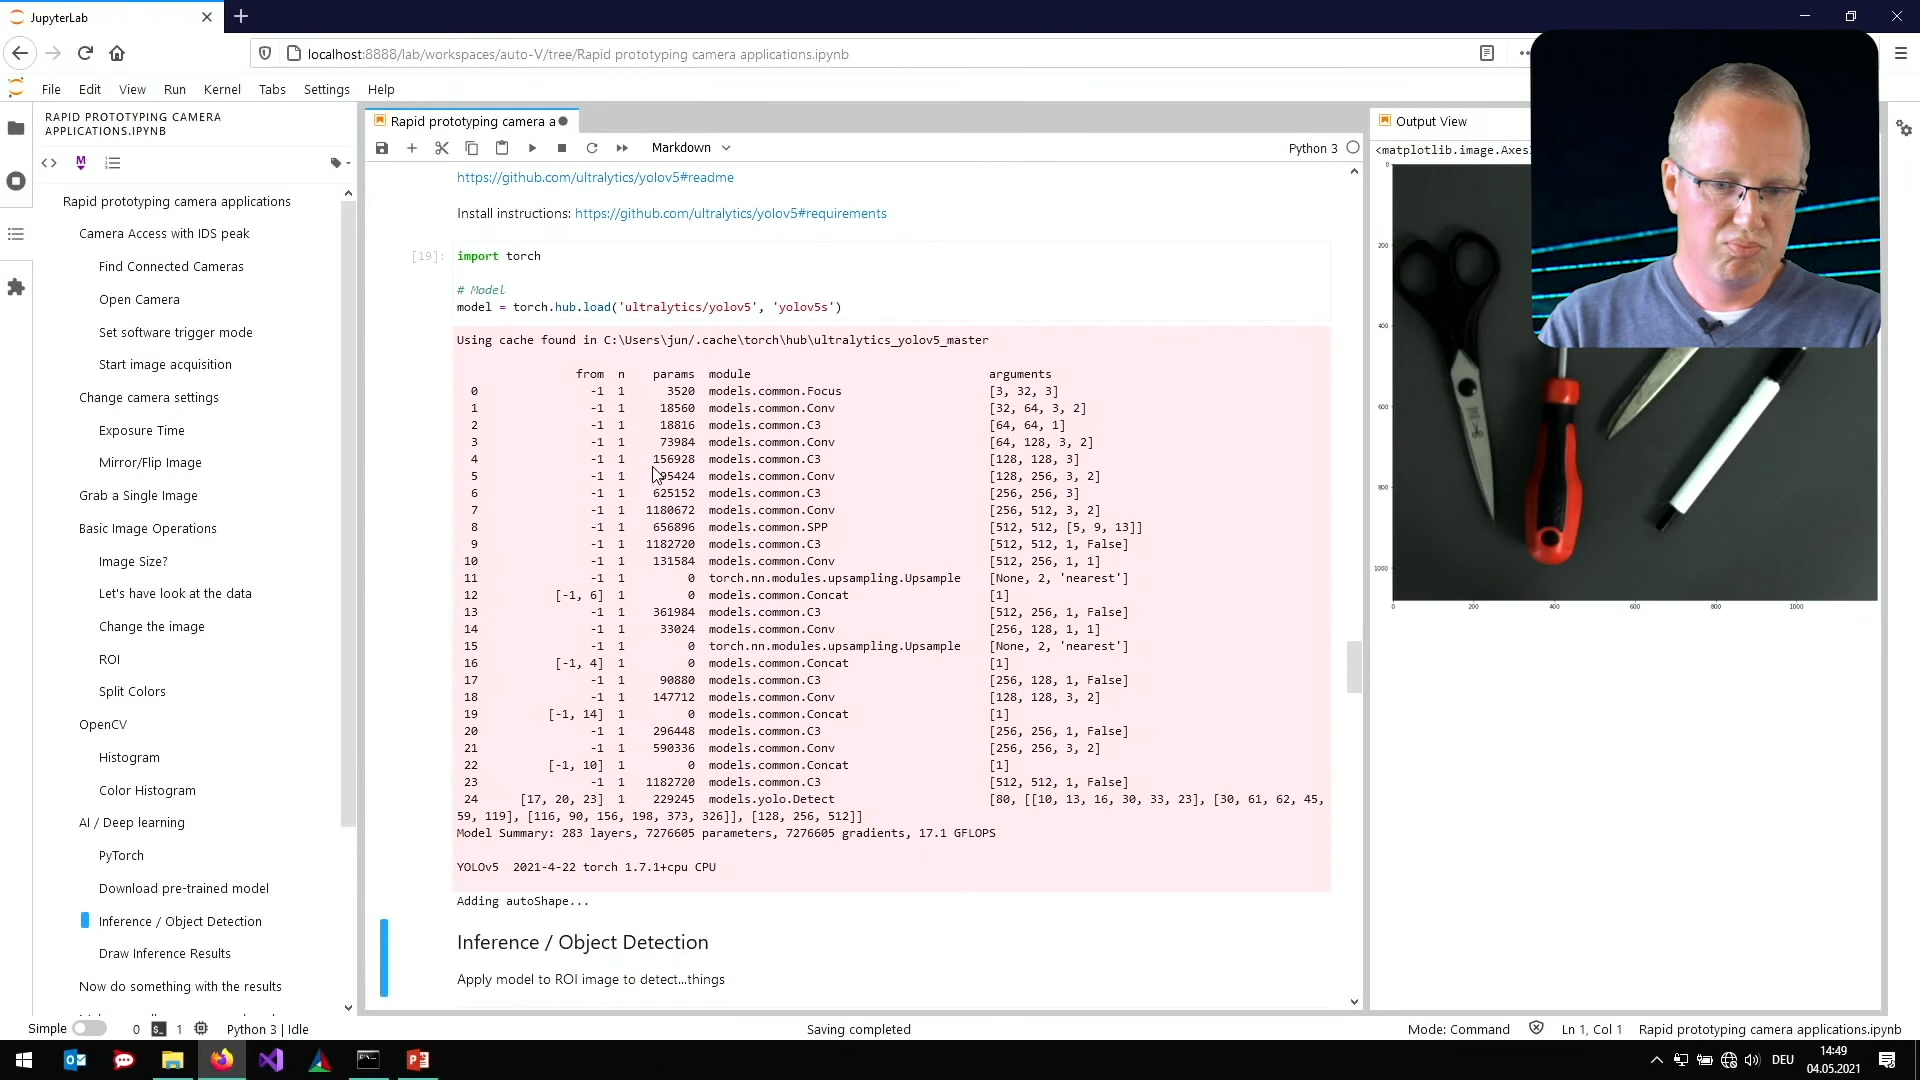 JupyterLab
localhost:8888/lab/workspaces/auto-V/tree/Rapid prototyping camera applications.ipynb
File Edit View Run Kernel Tabs Settings Help
RAPID PROTOTYPING CAMERA
APPLICATIONS.IPYNB
Rapid prototyping camera applications
Camera Access with IDS peak
Find Connected Cameras
Open Camera
Set software trigger mode
Start image acquisition
Change camera settings
Exposure Time
Mirror/Flip Image
Grab a Single Image
Basic Image Operations
Image Size?
Let's have look at the data
Change the image
ROI
Split Colors
OpenCV
Histogram
Color Histogram
AI / Deep learning
PyTorch
Download pre-trained model
Inference / Object Detection
Draw Inference Results
Now do something with the results
Rapid prototyping camera a
Markdown
Python 3
https://github.com/ultralytics/yolov5#readme
Install instructions: https://github.com/ultralytics/yolov5#requirements
[19]:
import torch
# Model
model = torch.hub.load('ultralytics/yolov5', 'yolov5s')
Using cache found in C:\Users\jun/.cache\torch\hub\ultralytics_yolov5_master
from n params module arguments
0 -1 1 3520 models.common.Focus [3, 32, 3]
1 -1 1 18560 models.common.Conv [32, 64, 3, 2]
2 -1 1 18816 models.common.C3 [64, 64, 1]
3 -1 1 73984 models.common.Conv [64, 128, 3, 2]
4 -1 1 156928 models.common.C3 [128, 128, 3]
5 -1 1 95424 models.common.Conv [128, 256, 3, 2]
6 -1 1 625152 models.common.C3 [256, 256, 3]
7 -1 1 1180672 models.common.Conv [256, 512, 3, 2]
8 -1 1 656896 models.common.SPP [512, 512, [5, 9, 13]]
9 -1 1 1182720 models.common.C3 [512, 512, 1, False]
10 -1 1 131584 models.common.Conv [512, 256, 1, 1]
11 -1 1 0 torch.nn.modules.upsampling.Upsample [None, 2, 'nearest']
12 [-1, 6] 1 0 models.common.Concat [1]
13 -1 1 361984 models.common.C3 [512, 256, 1, False]
14 -1 1 33024 models.common.Conv [256, 128, 1, 1]
15 -1 1 0 torch.nn.modules.upsampling.Upsample [None, 2, 'nearest']
16 [-1, 4] 1 0 models.common.Concat [1]
17 -1 1 90880 models.common.C3 [256, 128, 1, False]
18 -1 1 147712 models.common.Conv [128, 128, 3, 2]
19 [-1, 14] 1 0 models.common.Concat [1]
20 -1 1 296448 models.common.C3 [256, 256, 1, False]
21 -1 1 590336 models.common.Conv [256, 256, 3, 2]
22 [-1, 10] 1 0 models.common.Concat [1]
23 -1 1 1182720 models.common.C3 [512, 512, 1, False]
24 [17, 20, 23] 1 229245 models.yolo.Detect [80, [[10, 13, 16, 30, 33, 23], [30, 61, 62, 45,
59, 119], [116, 90, 156, 198, 373, 326]], [128, 256, 512]]
Model Summary: 283 layers, 7276605 parameters, 7276605 gradients, 17.1 GFLOPS
YOLOv5 2021-4-22 torch 1.7.1+cpu CPU
Adding autoShape...
Inference / Object Detection
Apply model to ROI image to detect...things
Output View
<matplotlib.image.AxesI
0
200
400
600
800
1000
0 200 400 600 800 1000
Simple 0 1 Python 3 | Idle Saving completed Mode: Command Ln 1, Col 1 Rapid prototyping camera applications.ipynb
DEU
14:49
04.05.2021